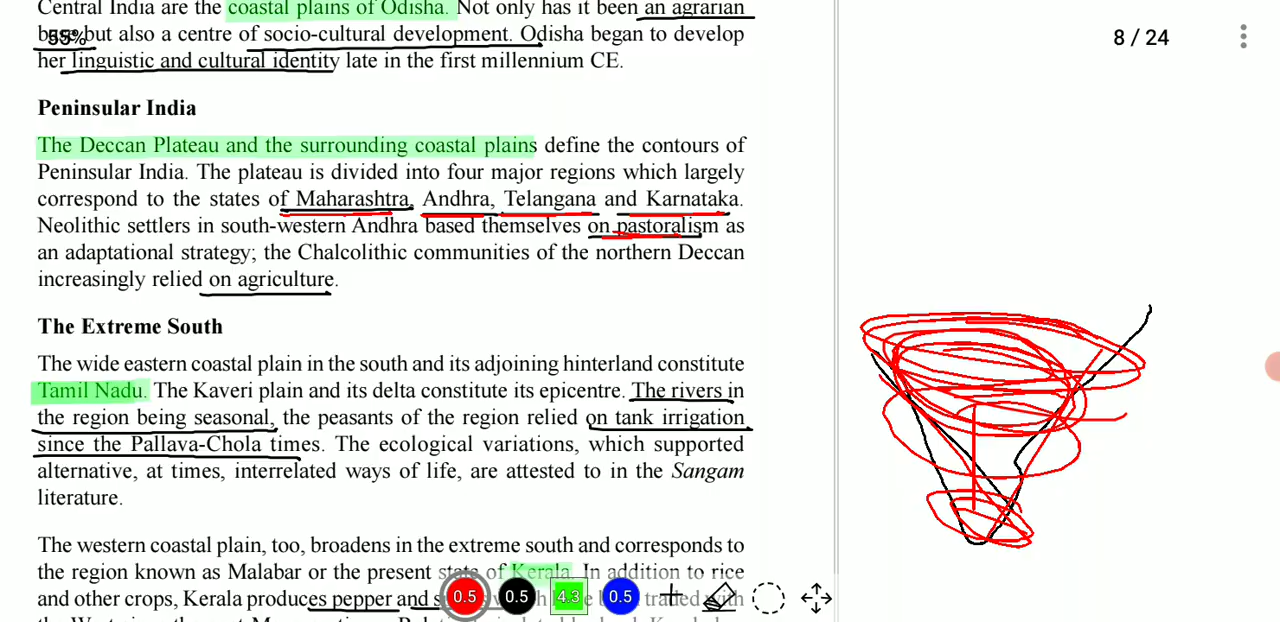 Central India are the coastal plains of Odisha. Not only has it been an agrarian
55% but also a centre of socio-cultural development. Odisha began to develop
her linguistic and cultural identity late in the first millennium CE.
8 / 24
Peninsular India
The Deccan Plateau and the surrounding coastal plains define the contours of
Peninsular India. The plateau is divided into four major regions which largely
correspond to the states of Maharashtra, Andhra, Telangana and Karnataka.
Neolithic settlers in south-western Andhra based themselves on pastoralism as
an adaptational strategy; the Chalcolithic communities of the northern Deccan
increasingly relied on agriculture.
The Extreme South
The wide eastern coastal plain in the south and its adjoining hinterland constitute
Tamil Nadu. The Kaveri plain and its delta constitute its epicentre. The rivers in
the region being seasonal, the peasants of the region relied on tank irrigation
since the Pallava-Chola times. The ecological variations, which supported
alternative, at times, interrelated ways of life, are attested to in the Sangam
literature.
The western coastal plain, too, broadens in the extreme south and corresponds to
the region known as Malabar or the present state of Kerala. In addition to rice
and other crops, Kerala produces pepper and traded with
0.5 0.5 4.3 0.5